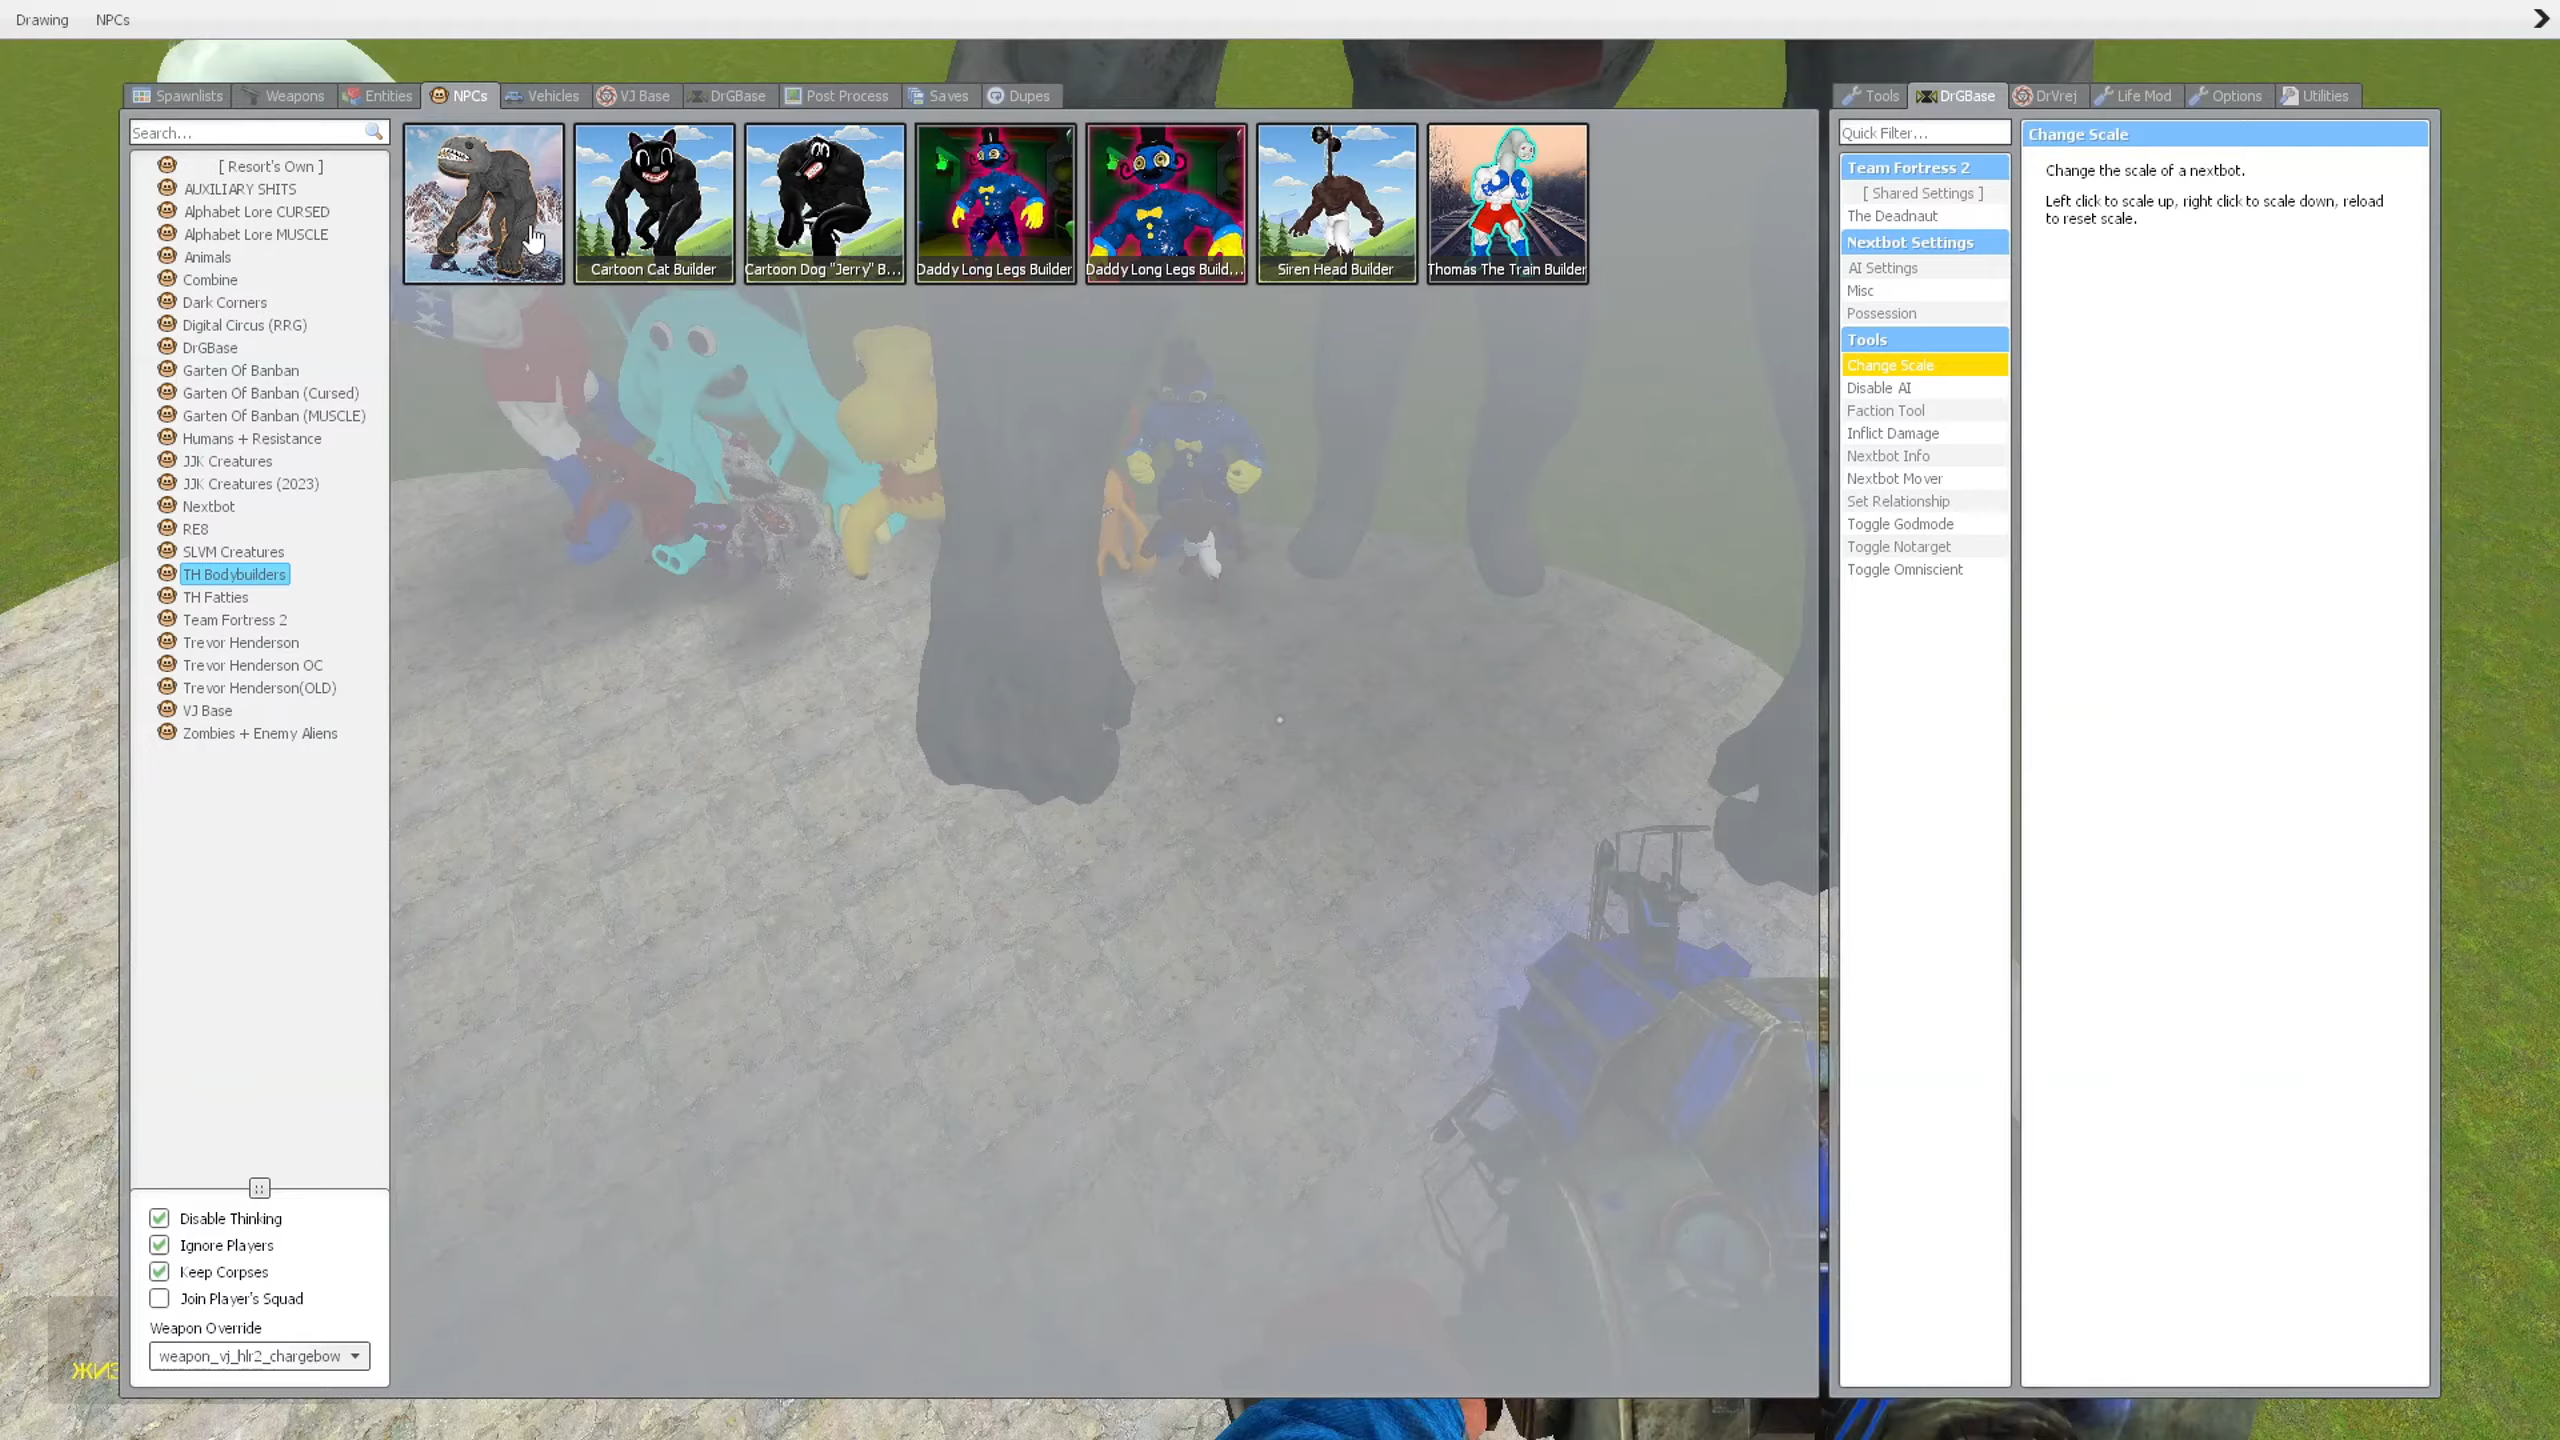 Drawing NPCs
Spawnlists Weapons Entities NPCs Vehicles VJ Base DrGBase Post Process Saves Dupes
Search...
[ Resort's Own ]
AUXILIARY SHITS
Alphabet Lore CURSED
Alphabet Lore MUSCLE
Animals
Combine
Dark Corners
Digital Circus (RRG)
DrGBase
Garten Of Banban
Garten Of Banban (Cursed)
Garten Of Banban (MUSCLE)
Humans + Resistance
JJK Creatures
JJK Creatures (2023)
Nextbot
RE8
SLVM Creatures
TH Bodybuilders
TH Fatties
Team Fortress 2
Trevor Henderson
Trevor Henderson OC
Trevor Henderson(OLD)
VJ Base
Zombies + Enemy Aliens
Disable Thinking
Ignore Players
Keep Corpses
Join Player's Squad
Weapon Override
weapon_vj_hlr2_chargebow
ЖИЗ
Cartoon Cat Builder
Cartoon Dog "Jerry" B...
Daddy Long Legs Builder
Daddy Long Legs Build...
Siren Head Builder
Thomas The Train Builder
Tools DrGBase DrVrej Life Mod Options Utilities
Quick Filter...
Team Fortress 2
[ Shared Settings ]
The Deadnaut
Nextbot Settings
AI Settings
Misc
Possession
Tools
Change Scale
Disable AI
Faction Tool
Inflict Damage
Nextbot Info
Nextbot Mover
Set Relationship
Toggle Godmode
Toggle Notarget
Toggle Omniscient
Change Scale
Change the scale of a nextbot.
Left click to scale up, right click to scale down, reload
to reset scale.